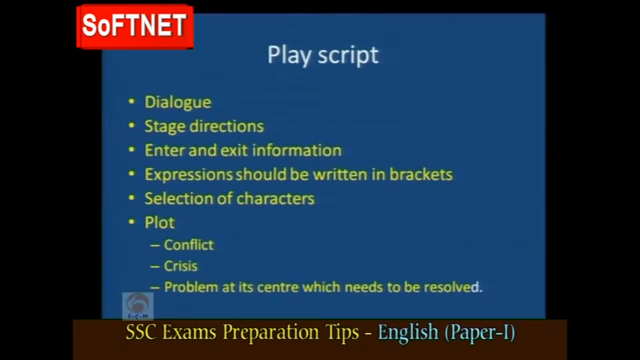 SoFTNET
Play script
• Dialogue
• Stage directions
• Enter and exit information
• Expressions should be written in brackets
• Selection of characters
• Plot
– Conflict
– Crisis
– Problem at its centre which needs to be resolved.
SSC Exams Preparation Tips - English (Paper-I)